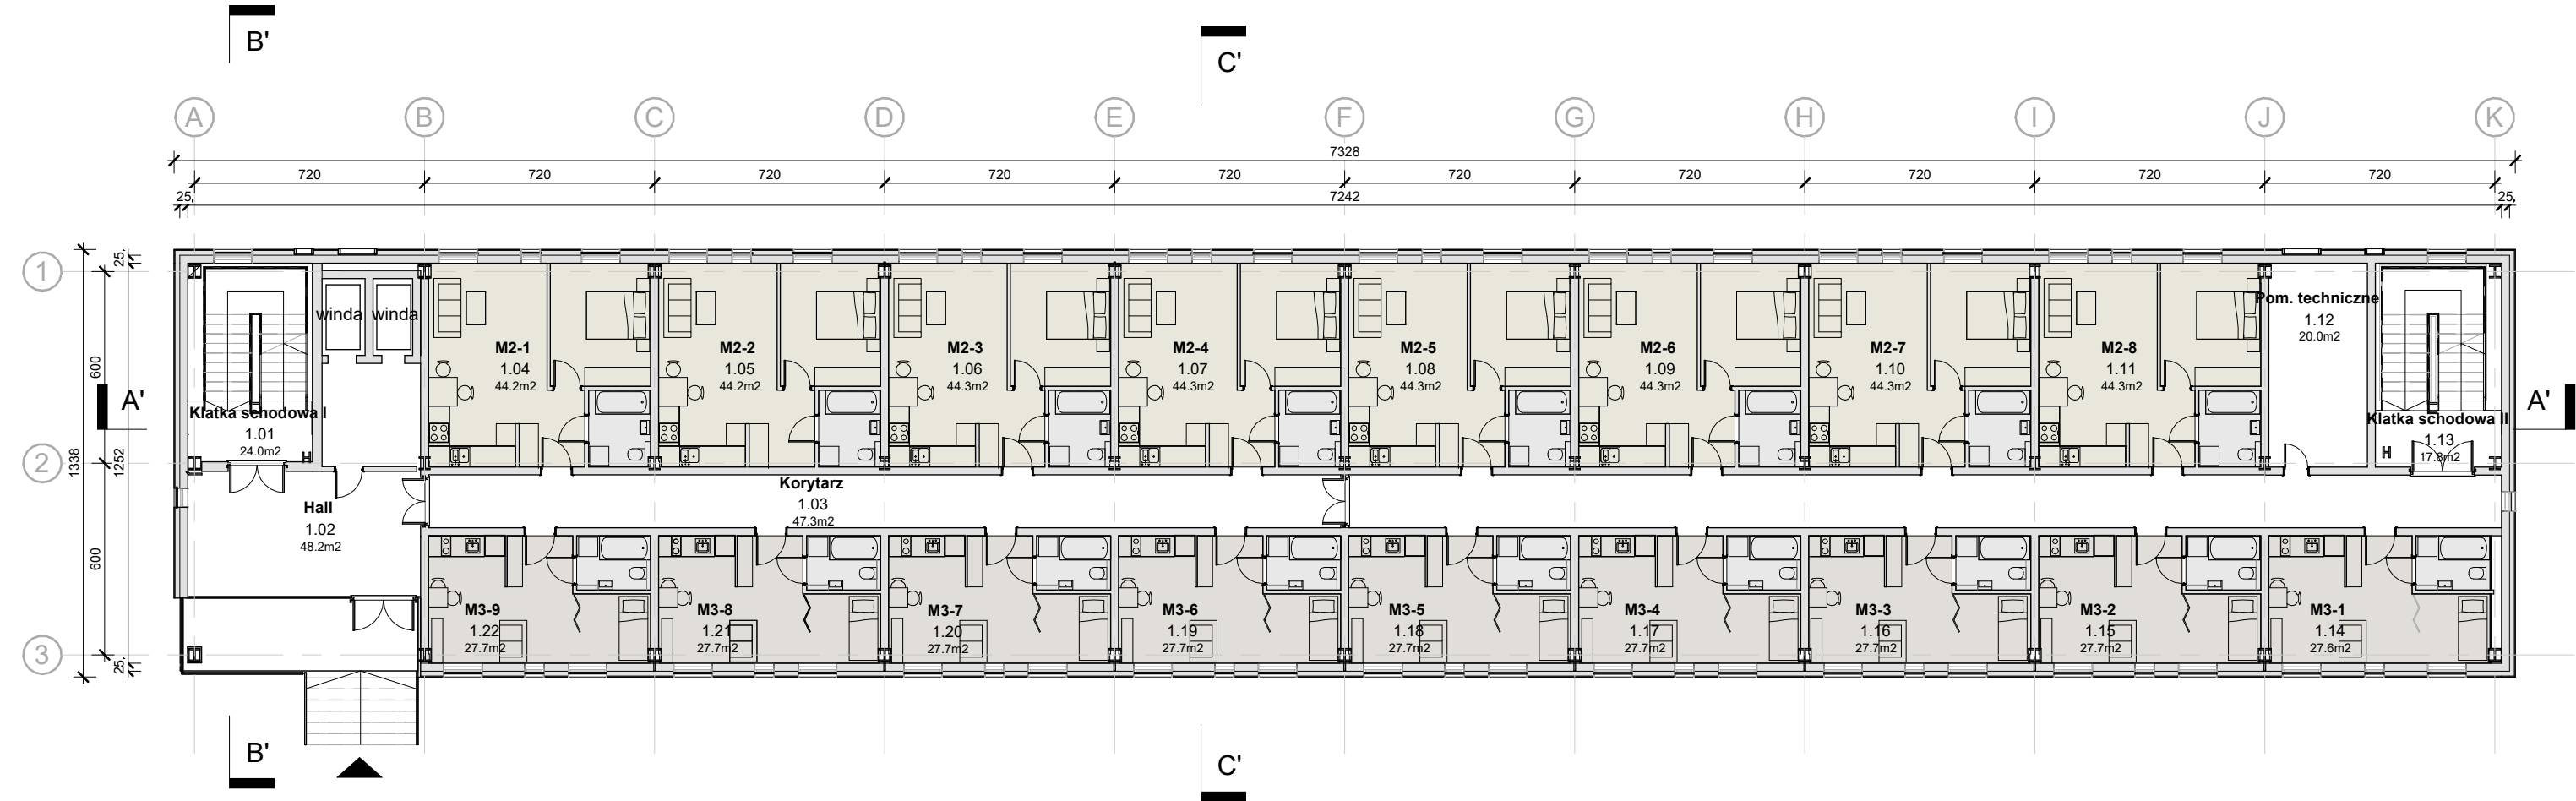 B'
C'
A
B
C
D
E
F
G
H
I
J
K
7328
720
720
720
720
720
720
720
720
720
720
25,
7242
25,
1
2
3
25,
600
600
25,
1338
1252
A'
A'
winda
winda
Klatka schodowa I
1.01
24.0m2
H
M2-1
1.04
44.2m2
M2-2
1.05
44.2m2
M2-3
1.06
44.3m2
M2-4
1.07
44.3m2
M2-5
1.08
44.3m2
M2-6
1.09
44.3m2
M2-7
1.10
44.3m2
M2-8
1.11
44.3m2
Pom. techniczne
1.12
20.0m2
Klatka schodowa II
1.13
17.8m2
H
Hall
1.02
48.2m2
Korytarz
1.03
47.3m2
M3-9
1.22
27.7m2
M3-8
1.21
27.7m2
M3-7
1.20
27.7m2
M3-6
1.19
27.7m2
M3-5
1.18
27.7m2
M3-4
1.17
27.7m2
M3-3
1.16
27.7m2
M3-2
1.15
27.7m2
M3-1
1.14
27.6m2
B'
C'